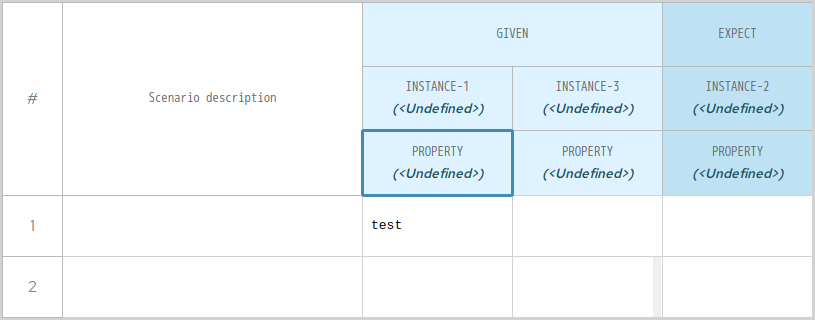 GIVEN EXPECT
# Scenario description INSTANCE-1 INSTANCE-3 INSTANCE-2
(<Undefined>) (<Undefined>) (<Undefined>)
PROPERTY PROPERTY PROPERTY
(<Undefined>) (<Undefined>) (<Undefined>)
1 test
2